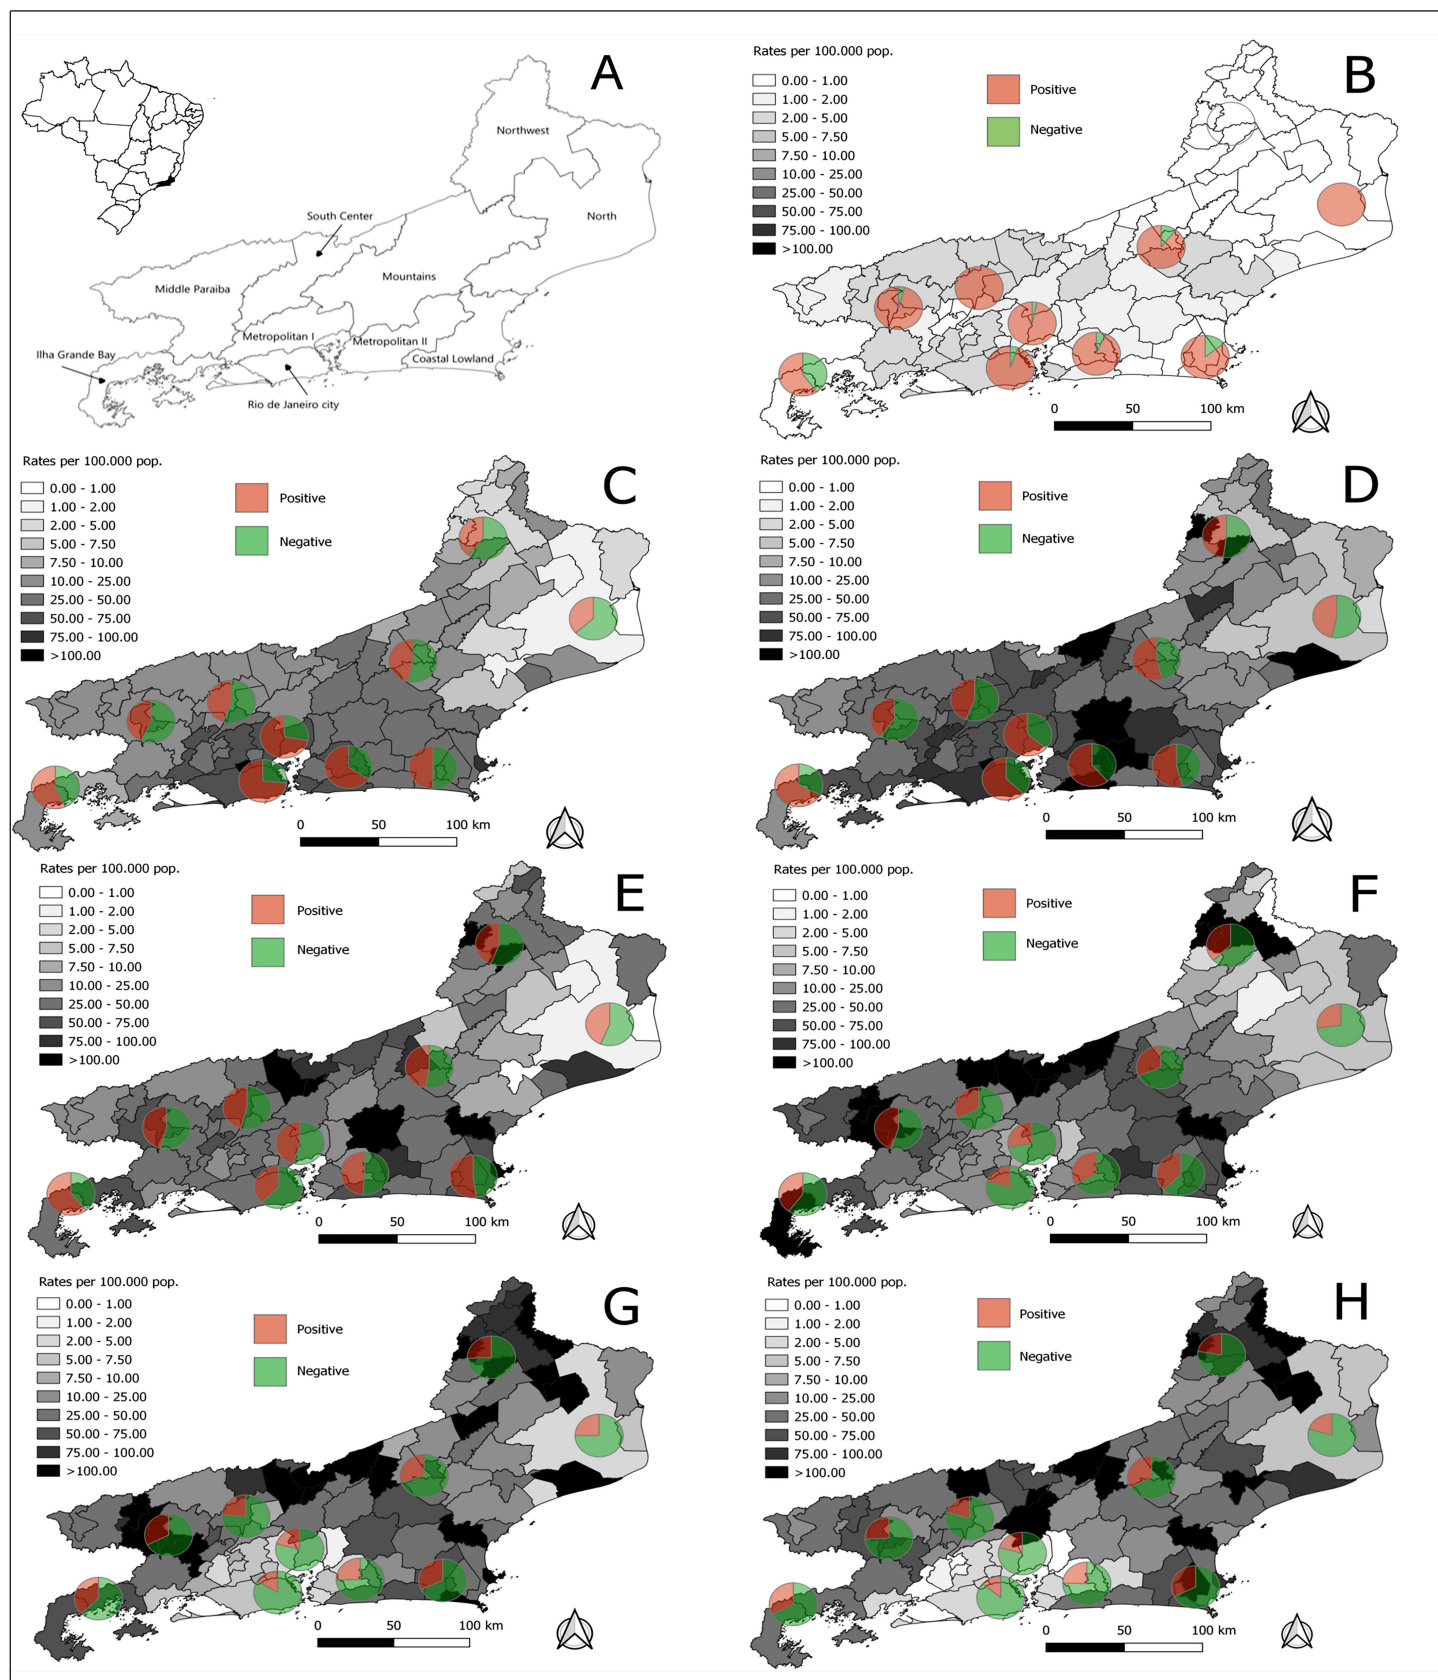 A
Northwest
North
South Center
Mountains
Middle Paraiba
Metropolitan I
Metropolitan II
Ilha Grande Bay
Coastal Lowland
Rio de Janeiro city
B
Rates per 100.000 pop.
0.00 - 1.00
1.00 - 2.00
2.00 - 5.00
5.00 - 7.50
7.50 - 10.00
10.00 - 25.00
25.00 - 50.00
50.00 - 75.00
75.00 - 100.00
>100.00
Positive
Negative
0 50 100 km
C
Rates per 100.000 pop.
0.00 - 1.00
1.00 - 2.00
2.00 - 5.00
5.00 - 7.50
7.50 - 10.00
10.00 - 25.00
25.00 - 50.00
50.00 - 75.00
75.00 - 100.00
>100.00
Positive
Negative
0 50 100 km
D
Rates per 100.000 pop.
0.00 - 1.00
1.00 - 2.00
2.00 - 5.00
5.00 - 7.50
7.50 - 10.00
10.00 - 25.00
25.00 - 50.00
50.00 - 75.00
75.00 - 100.00
>100.00
Positive
Negative
0 50 100 km
E
Rates per 100.000 pop.
0.00 - 1.00
1.00 - 2.00
2.00 - 5.00
5.00 - 7.50
7.50 - 10.00
10.00 - 25.00
25.00 - 50.00
50.00 - 75.00
75.00 - 100.00
>100.00
Positive
Negative
0 50 100 km
F
Rates per 100.000 pop.
0.00 - 1.00
1.00 - 2.00
2.00 - 5.00
5.00 - 7.50
7.50 - 10.00
10.00 - 25.00
25.00 - 50.00
50.00 - 75.00
75.00 - 100.00
>100.00
Positive
Negative
0 50 100 km
G
Rates per 100.000 pop.
0.00 - 1.00
1.00 - 2.00
2.00 - 5.00
5.00 - 7.50
7.50 - 10.00
10.00 - 25.00
25.00 - 50.00
50.00 - 75.00
75.00 - 100.00
>100.00
Positive
Negative
0 50 100 km
H
Rates per 100.000 pop.
0.00 - 1.00
1.00 - 2.00
2.00 - 5.00
5.00 - 7.50
7.50 - 10.00
10.00 - 25.00
25.00 - 50.00
50.00 - 75.00
75.00 - 100.00
>100.00
Positive
Negative
0 50 100 km